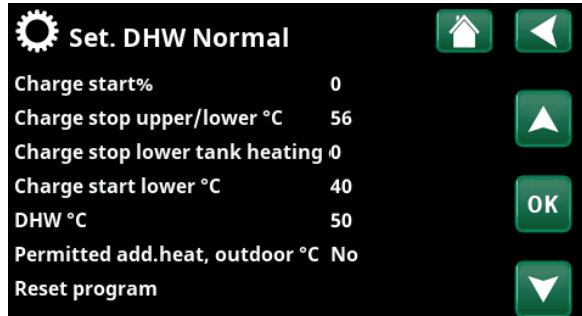 Set. DHW Normal
Charge start% 0
Charge stop upper/lower °C 56
Charge stop lower tank heating 0
Charge start lower °C 40
DHW °C 50
OK
Permitted add.heat, outdoor °C No
Reset program